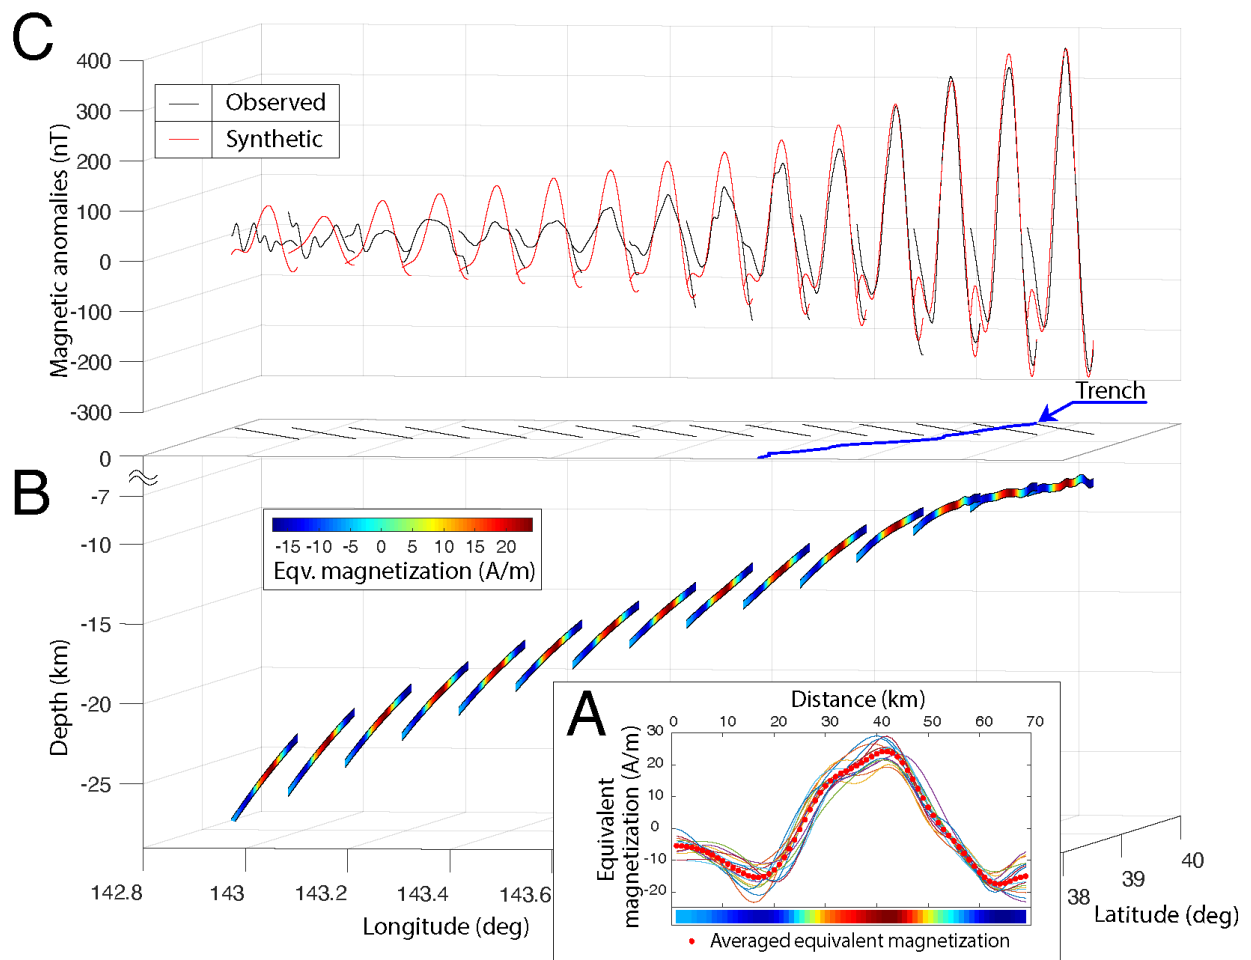 C
400
300
200
100
0
-100
-200
-300
Magnetic anomalies (nT)
Observed
Synthetic
Trench
B
0
-7
-10
-15
-20
-25
Depth (km)
-15 -10 -5 0 5 10 15 20
Eqv. magnetization (A/m)
142.8 143 143.2 143.4 143.6
Longitude (deg)
38 39 40
Latitude (deg)
A
Distance (km)
0 10 20 30 40 50 60 70
30
20
10
0
-10
-20
Equivalent
magnetization (A/m)
Averaged equivalent magnetization